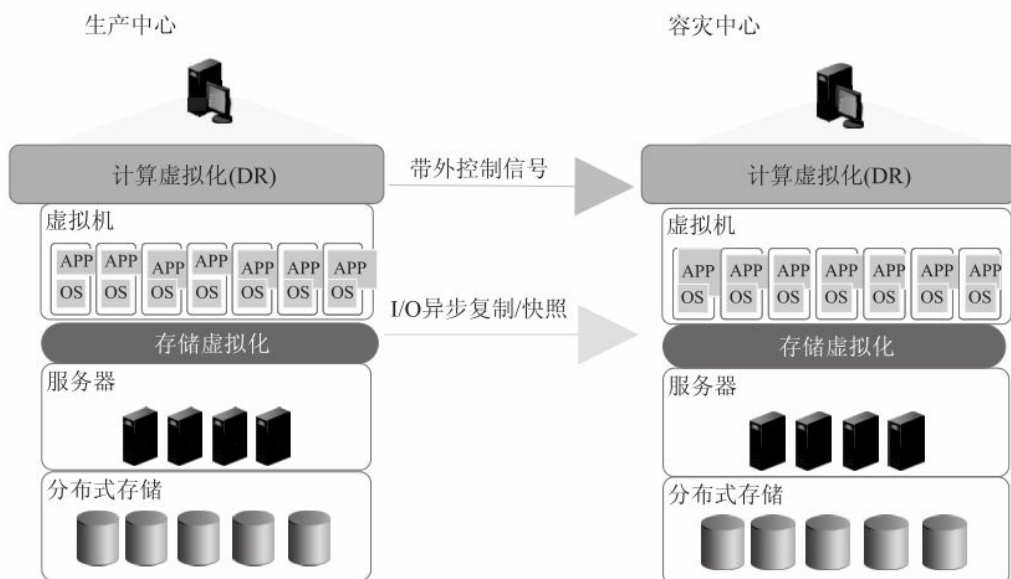 生产中心
容灾中心
计算虚拟化(DR)
带外控制信号
计算虚拟化(DR)
虚拟机
APP APP APP APP APP APP APP
OS OS OS OS OS OS OS
虚拟机
APP APP APP APP APP APP APP
OS OS OS OS OS OS OS
I/O异步复制/快照
存储虚拟化
存储虚拟化
服务器
服务器
分布式存储
分布式存储